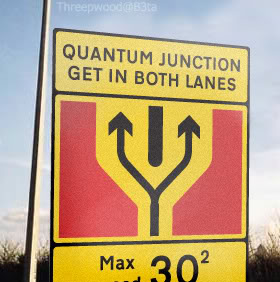 Threepwood@B3ta
QUANTUM JUNCTION
GET IN BOTH LANES
Max
30²